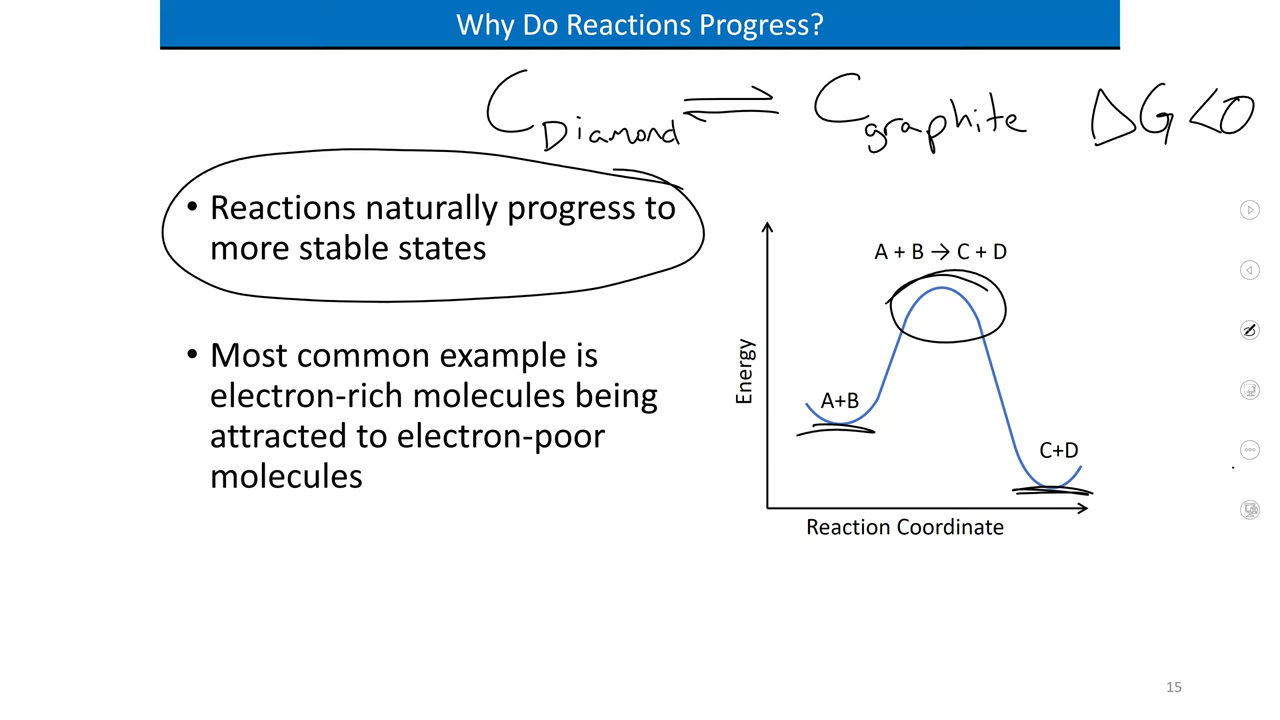 Why Do Reactions Progress?
C Diamond ⇌ C graphite ΔG<0
• Reactions naturally progress to
more stable states
• Most common example is
electron-rich molecules being
attracted to electron-poor
molecules
A + B → C + D
Energy
A+B
C+D
Reaction Coordinate
15